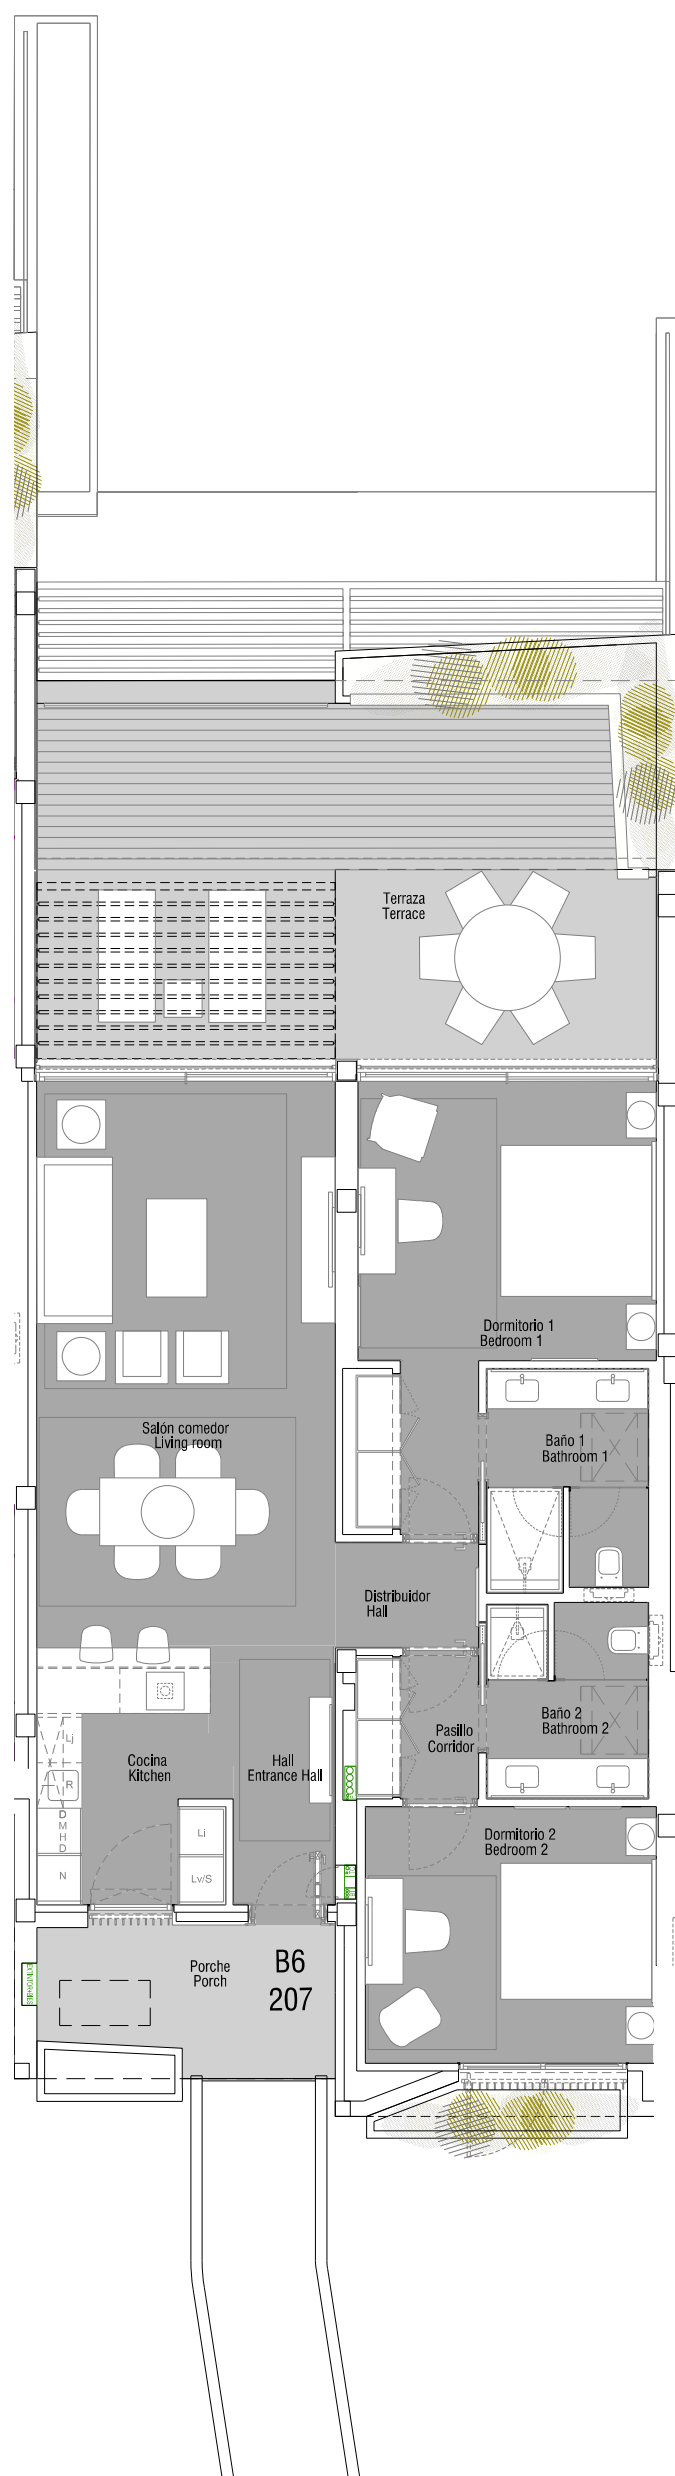 Terraza
Terrace
Dormitorio 1
Bedroom 1
Salón comedor
Living room
Baño 1
Bathroom 1
Distribuidor
Hall
Baño 2
Bathroom 2
Pasillo
Corridor
Cocina
Kitchen
Hall
Entrance Hall
Lj
R
D
M
H
D
N
Li
Lv/S
Dormitorio 2
Bedroom 2
Porche
Porch
B6
207